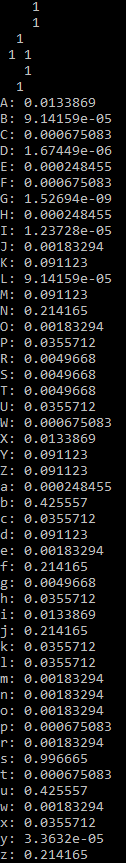 1
1
1
1 1
1
1
A: 0.0133869
B: 9.14159e-05
C: 0.000675083
D: 1.67449e-06
E: 0.000248455
F: 0.000675083
G: 1.52694e-09
H: 0.000248455
I: 1.23728e-05
J: 0.00183294
K: 0.091123
L: 9.14159e-05
M: 0.091123
N: 0.214165
O: 0.00183294
P: 0.0355712
R: 0.0049668
S: 0.0049668
T: 0.0049668
U: 0.0355712
W: 0.000675083
X: 0.0133869
Y: 0.091123
Z: 0.091123
a: 0.000248455
b: 0.425557
c: 0.0355712
d: 0.091123
e: 0.00183294
f: 0.214165
g: 0.0049668
h: 0.0355712
i: 0.0133869
j: 0.214165
k: 0.0355712
l: 0.0355712
m: 0.00183294
n: 0.00183294
o: 0.00183294
p: 0.000675083
r: 0.00183294
s: 0.996665
t: 0.000675083
u: 0.425557
w: 0.00183294
x: 0.0355712
y: 3.3632e-05
z: 0.214165